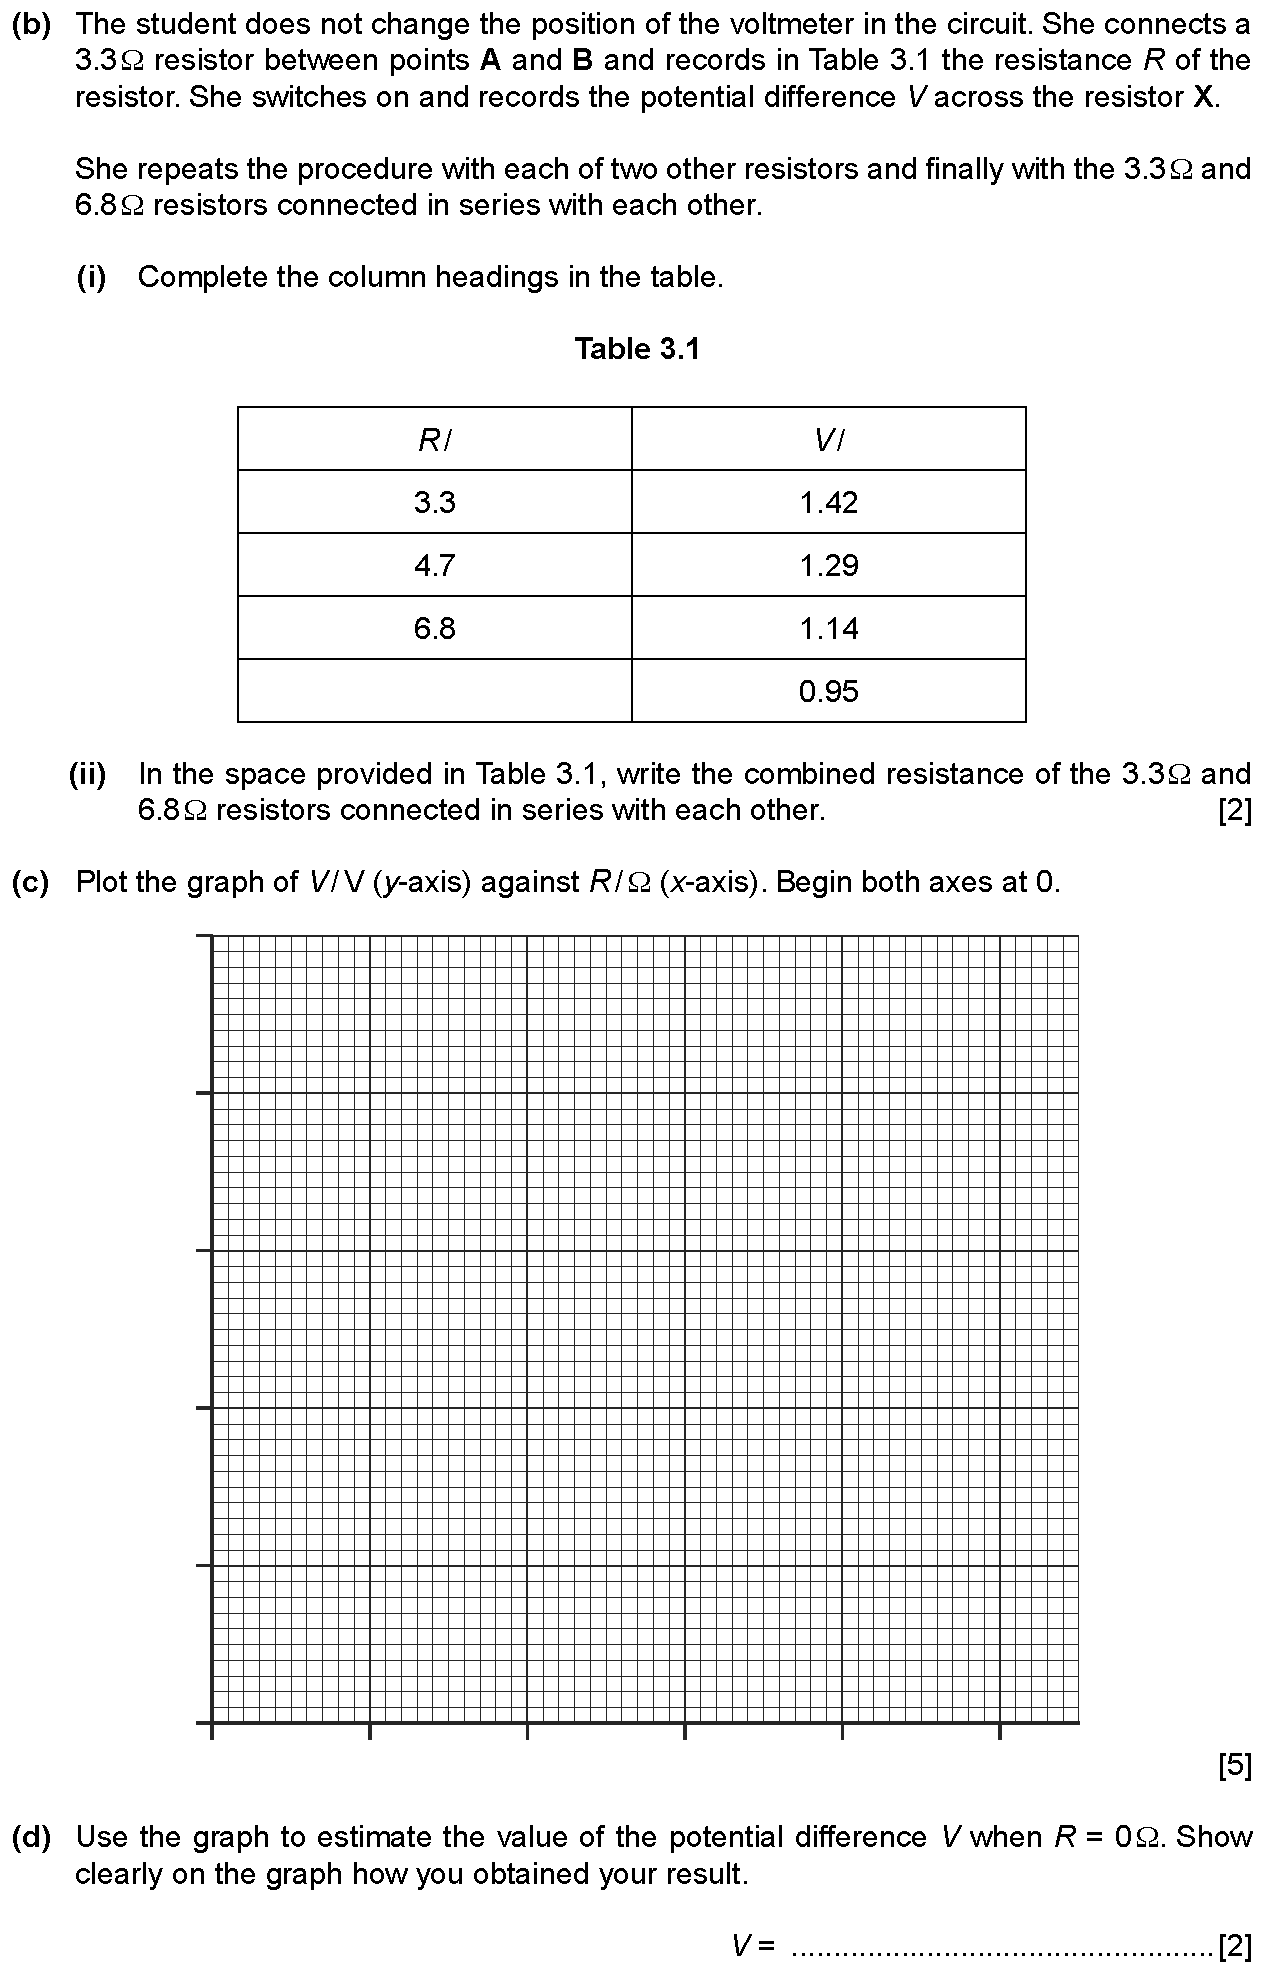 (b) The student does not change the position of the voltmeter in the circuit. She connects a
3.3 Ω resistor between points A and B and records in Table 3.1 the resistance R of the
resistor. She switches on and records the potential difference V across the resistor X.
She repeats the procedure with each of two other resistors and finally with the 3.3 Ω and
6.8 Ω resistors connected in series with each other.
(i) Complete the column headings in the table.
Table 3.1
R / V /
3.3 1.42
4.7 1.29
6.8 1.14
0.95
(ii) In the space provided in Table 3.1, write the combined resistance of the 3.3 Ω and
6.8 Ω resistors connected in series with each other. [2]
(c) Plot the graph of V / V (y-axis) against R / Ω (x-axis). Begin both axes at 0.
[5]
(d) Use the graph to estimate the value of the potential difference V when R = 0 Ω. Show
clearly on the graph how you obtained your result.
V = .................................................. [2]